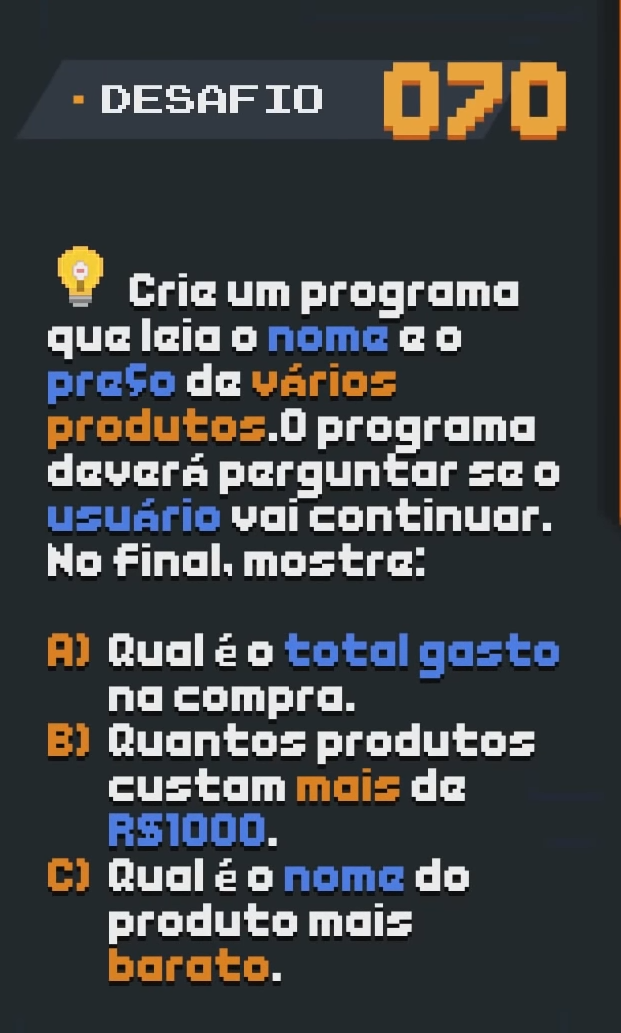 DESAFIO 070
Crie um programa
que leia o nome e o
preço de vários
produtos.O programa
deverá perguntar se o
usuário vai continuar.
No final, mostre:
A) Qual é o total gasto
na compra.
B) Quantos produtos
custam mais de
R$1000.
C) Qual é o nome do
produto mais
barato.